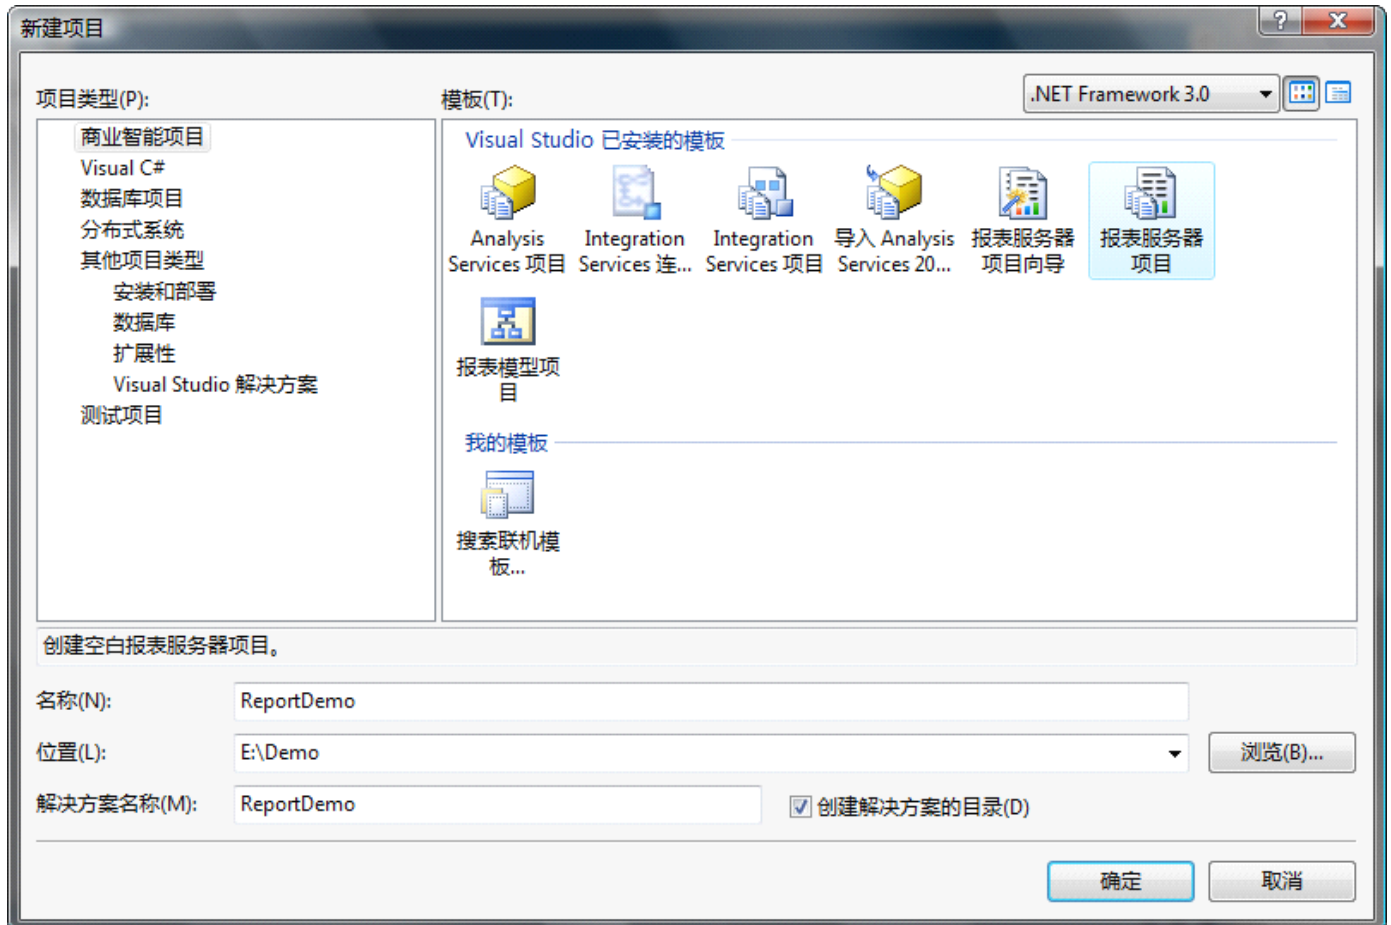 新建项目
项目类型(P):
模板(T):
.NET Framework 3.0
商业智能项目
Visual C#
数据库项目
分布式系统
其他项目类型
安装和部署
数据库
扩展性
Visual Studio 解决方案
测试项目
Visual Studio 已安装的模板
Analysis
Services 项目
Integration
Services 连...
Integration
Services 项目
导入 Analysis
Services 20...
报表服务器
项目向导
报表服务器
项目
报表模型项
目
我的模板
搜索联机模
板...
创建空白报表服务器项目。
名称(N):
ReportDemo
位置(L):
E:\Demo
浏览(B)...
解决方案名称(M):
ReportDemo
创建解决方案的目录(D)
确定
取消